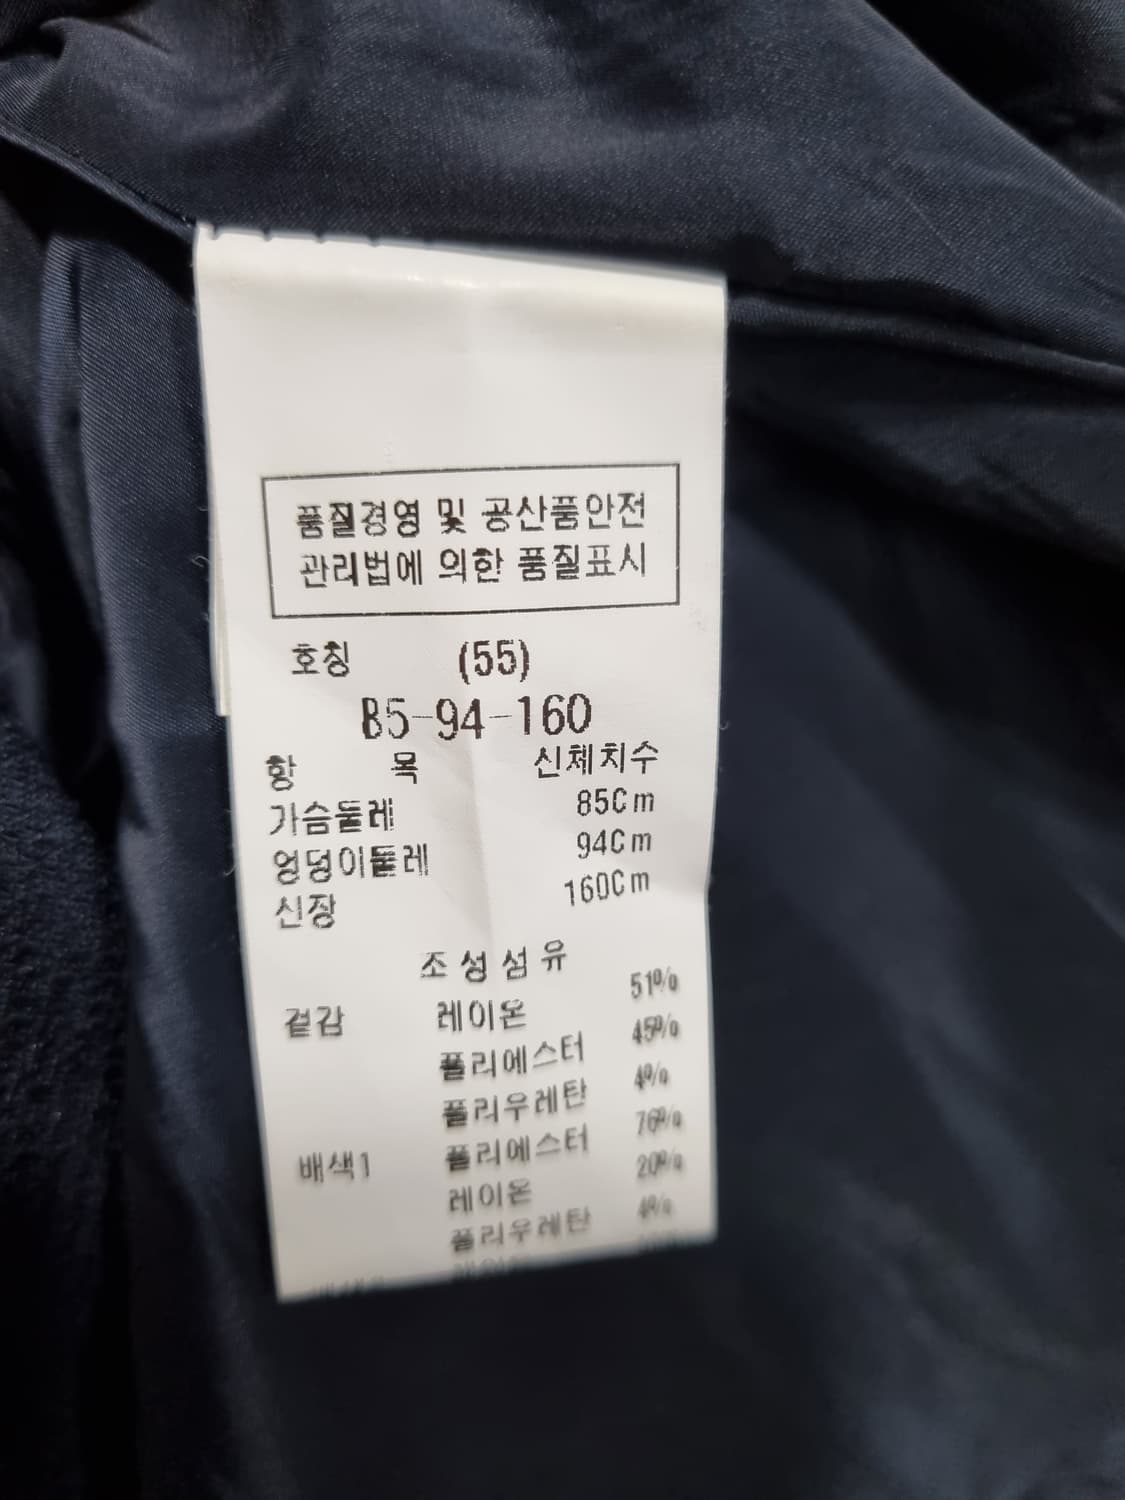 품질경영 및 공산품안전
관리법에 의한 품질표시
호칭 (55)
85-94-160
항 목 신체치수
가슴둘레 85Cm
엉덩이둘레 94Cm
신장 160Cm
조성섬유
겉감 레이온 51%
폴리에스터 45%
폴리우레탄 4%
배색1 폴리에스터 76%
레이온 20%
폴리우레탄 4%